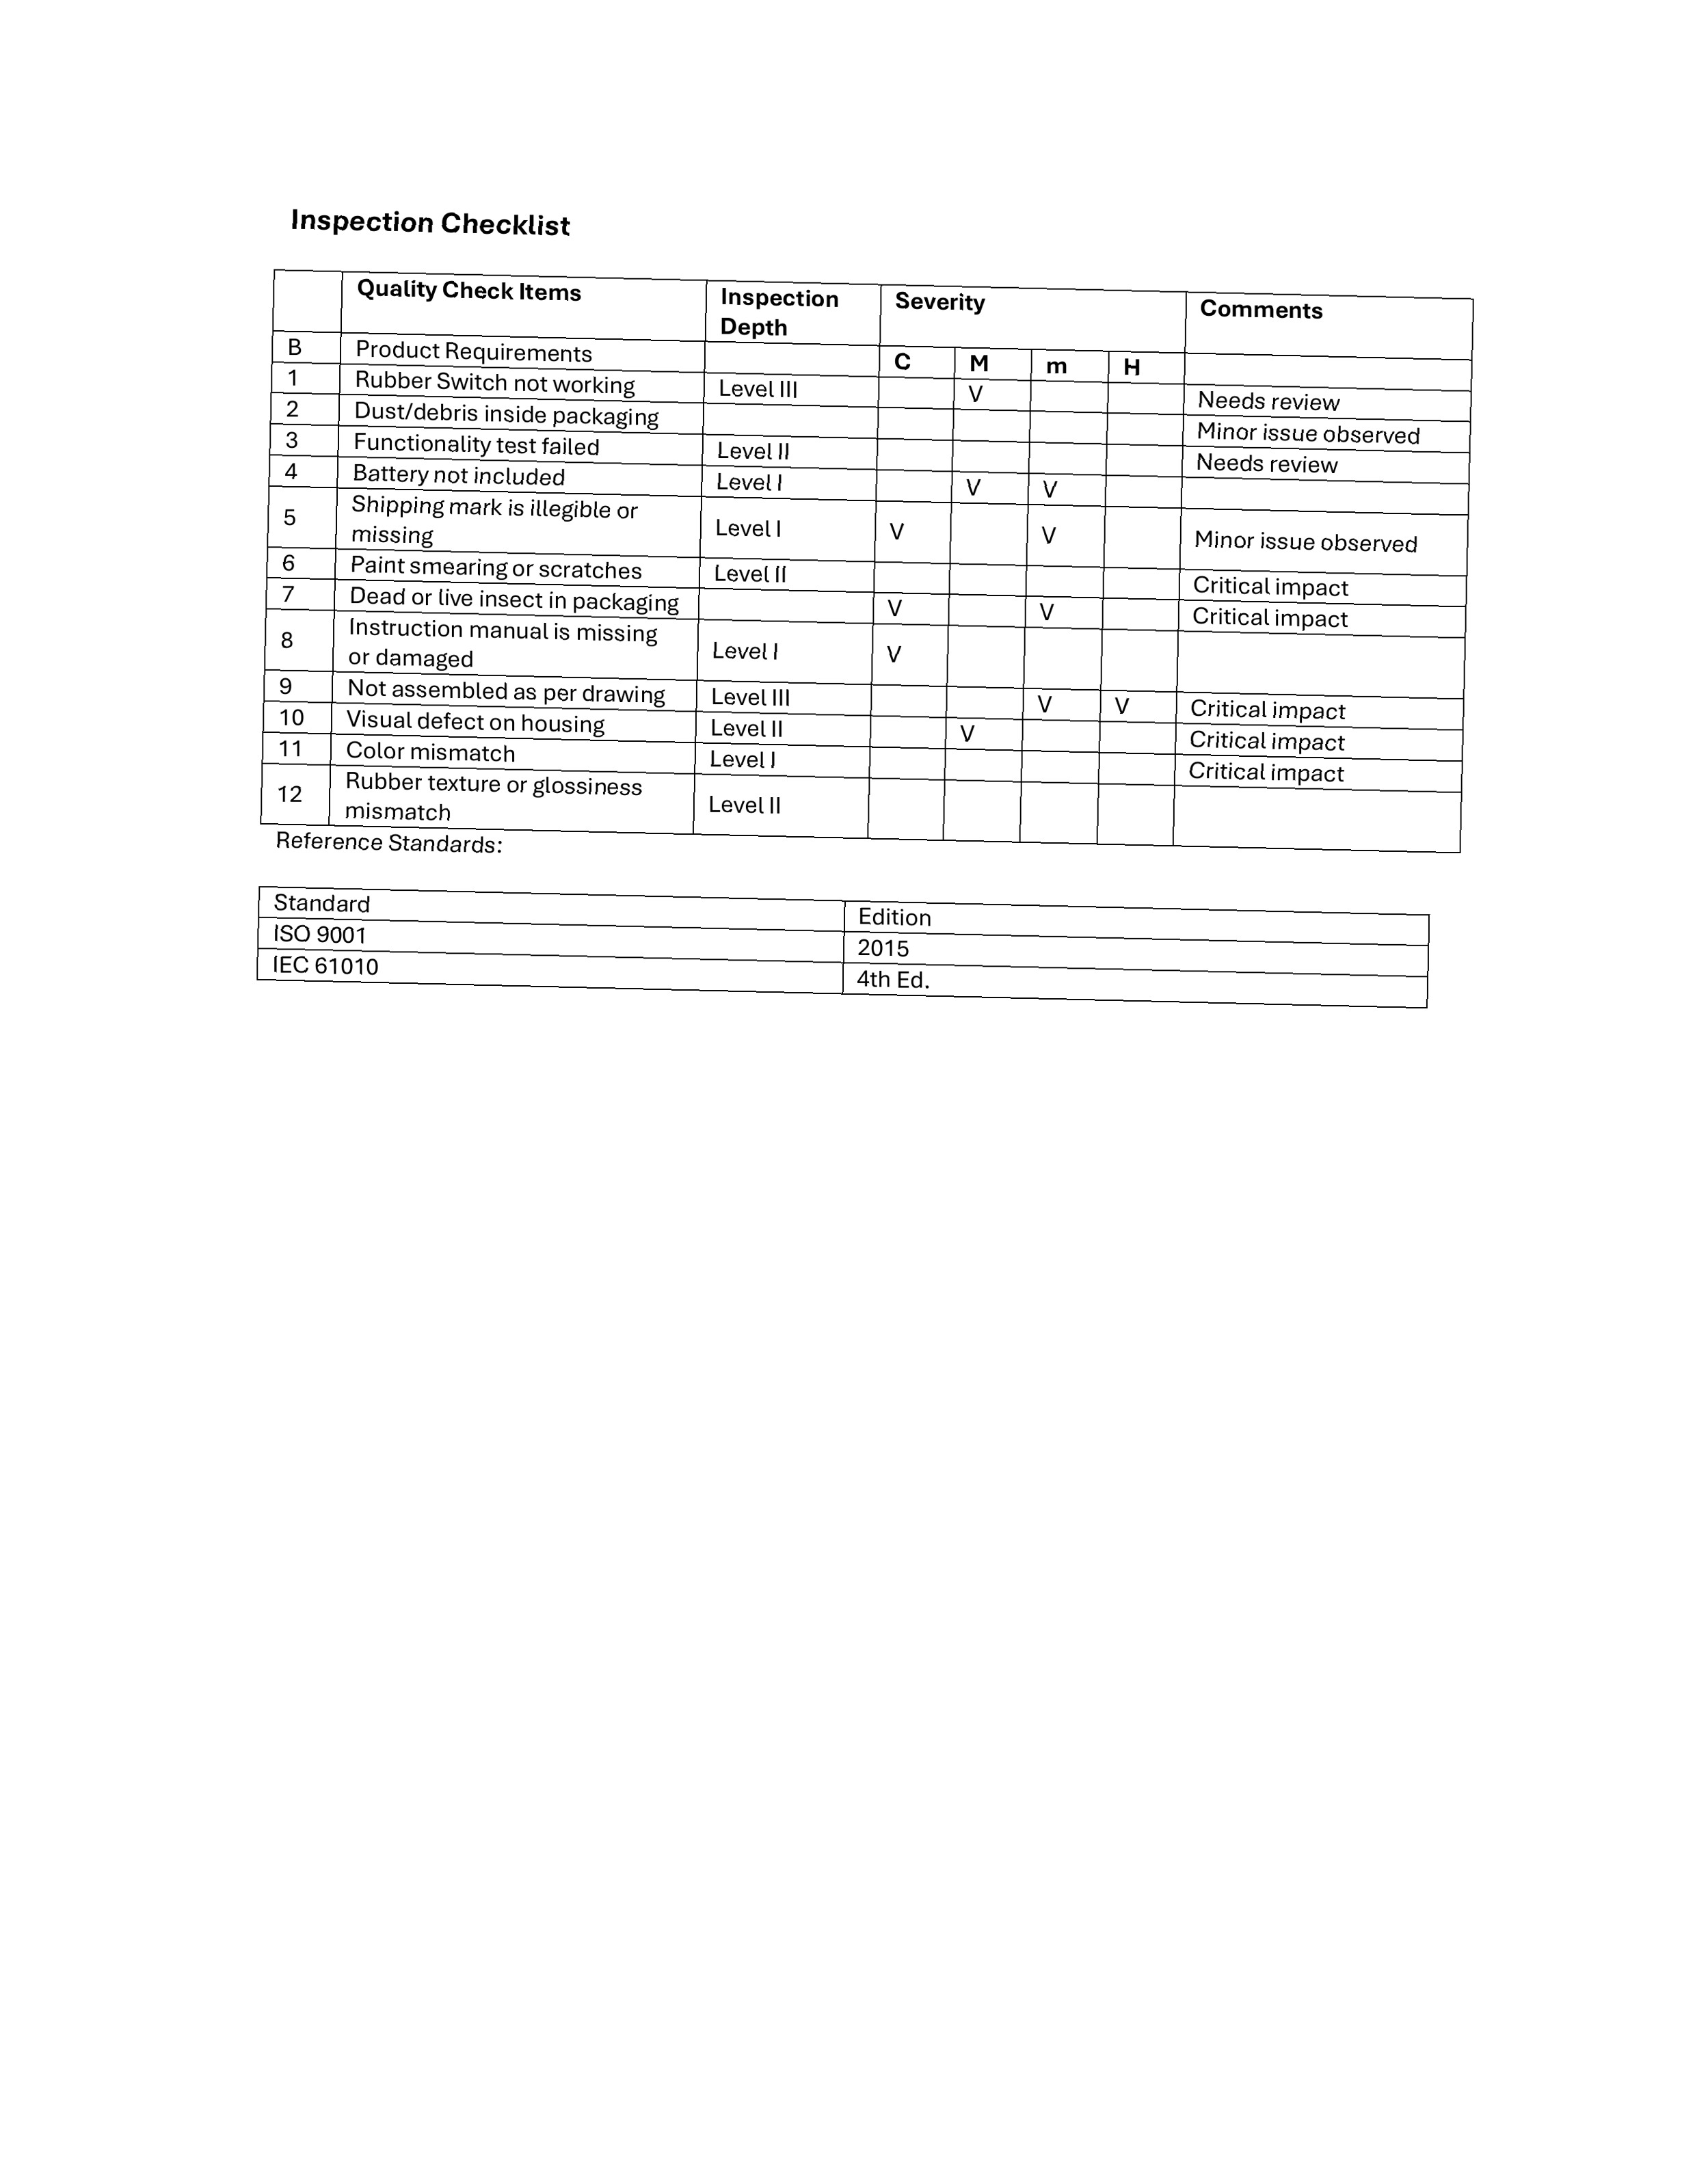 Inspection Checklist
Quality Check Items Inspection Depth Severity Comments
B Product Requirements C M m H
1 Rubber Switch not working Level III V Needs review
2 Dust/debris inside packaging Minor issue observed
3 Functionality test failed Level II Needs review
4 Battery not included Level I V V
5 Shipping mark is illegible or missing Level I V V Minor issue observed
6 Paint smearing or scratches Level II Critical impact
7 Dead or live insect in packaging V V Critical impact
8 Instruction manual is missing or damaged Level I V
9 Not assembled as per drawing Level III V V Critical impact
10 Visual defect on housing Level II V Critical impact
11 Color mismatch Level I Critical impact
12 Rubber texture or glossiness mismatch Level II
Reference Standards:
Standard Edition
ISO 9001 2015
IEC 61010 4th Ed.